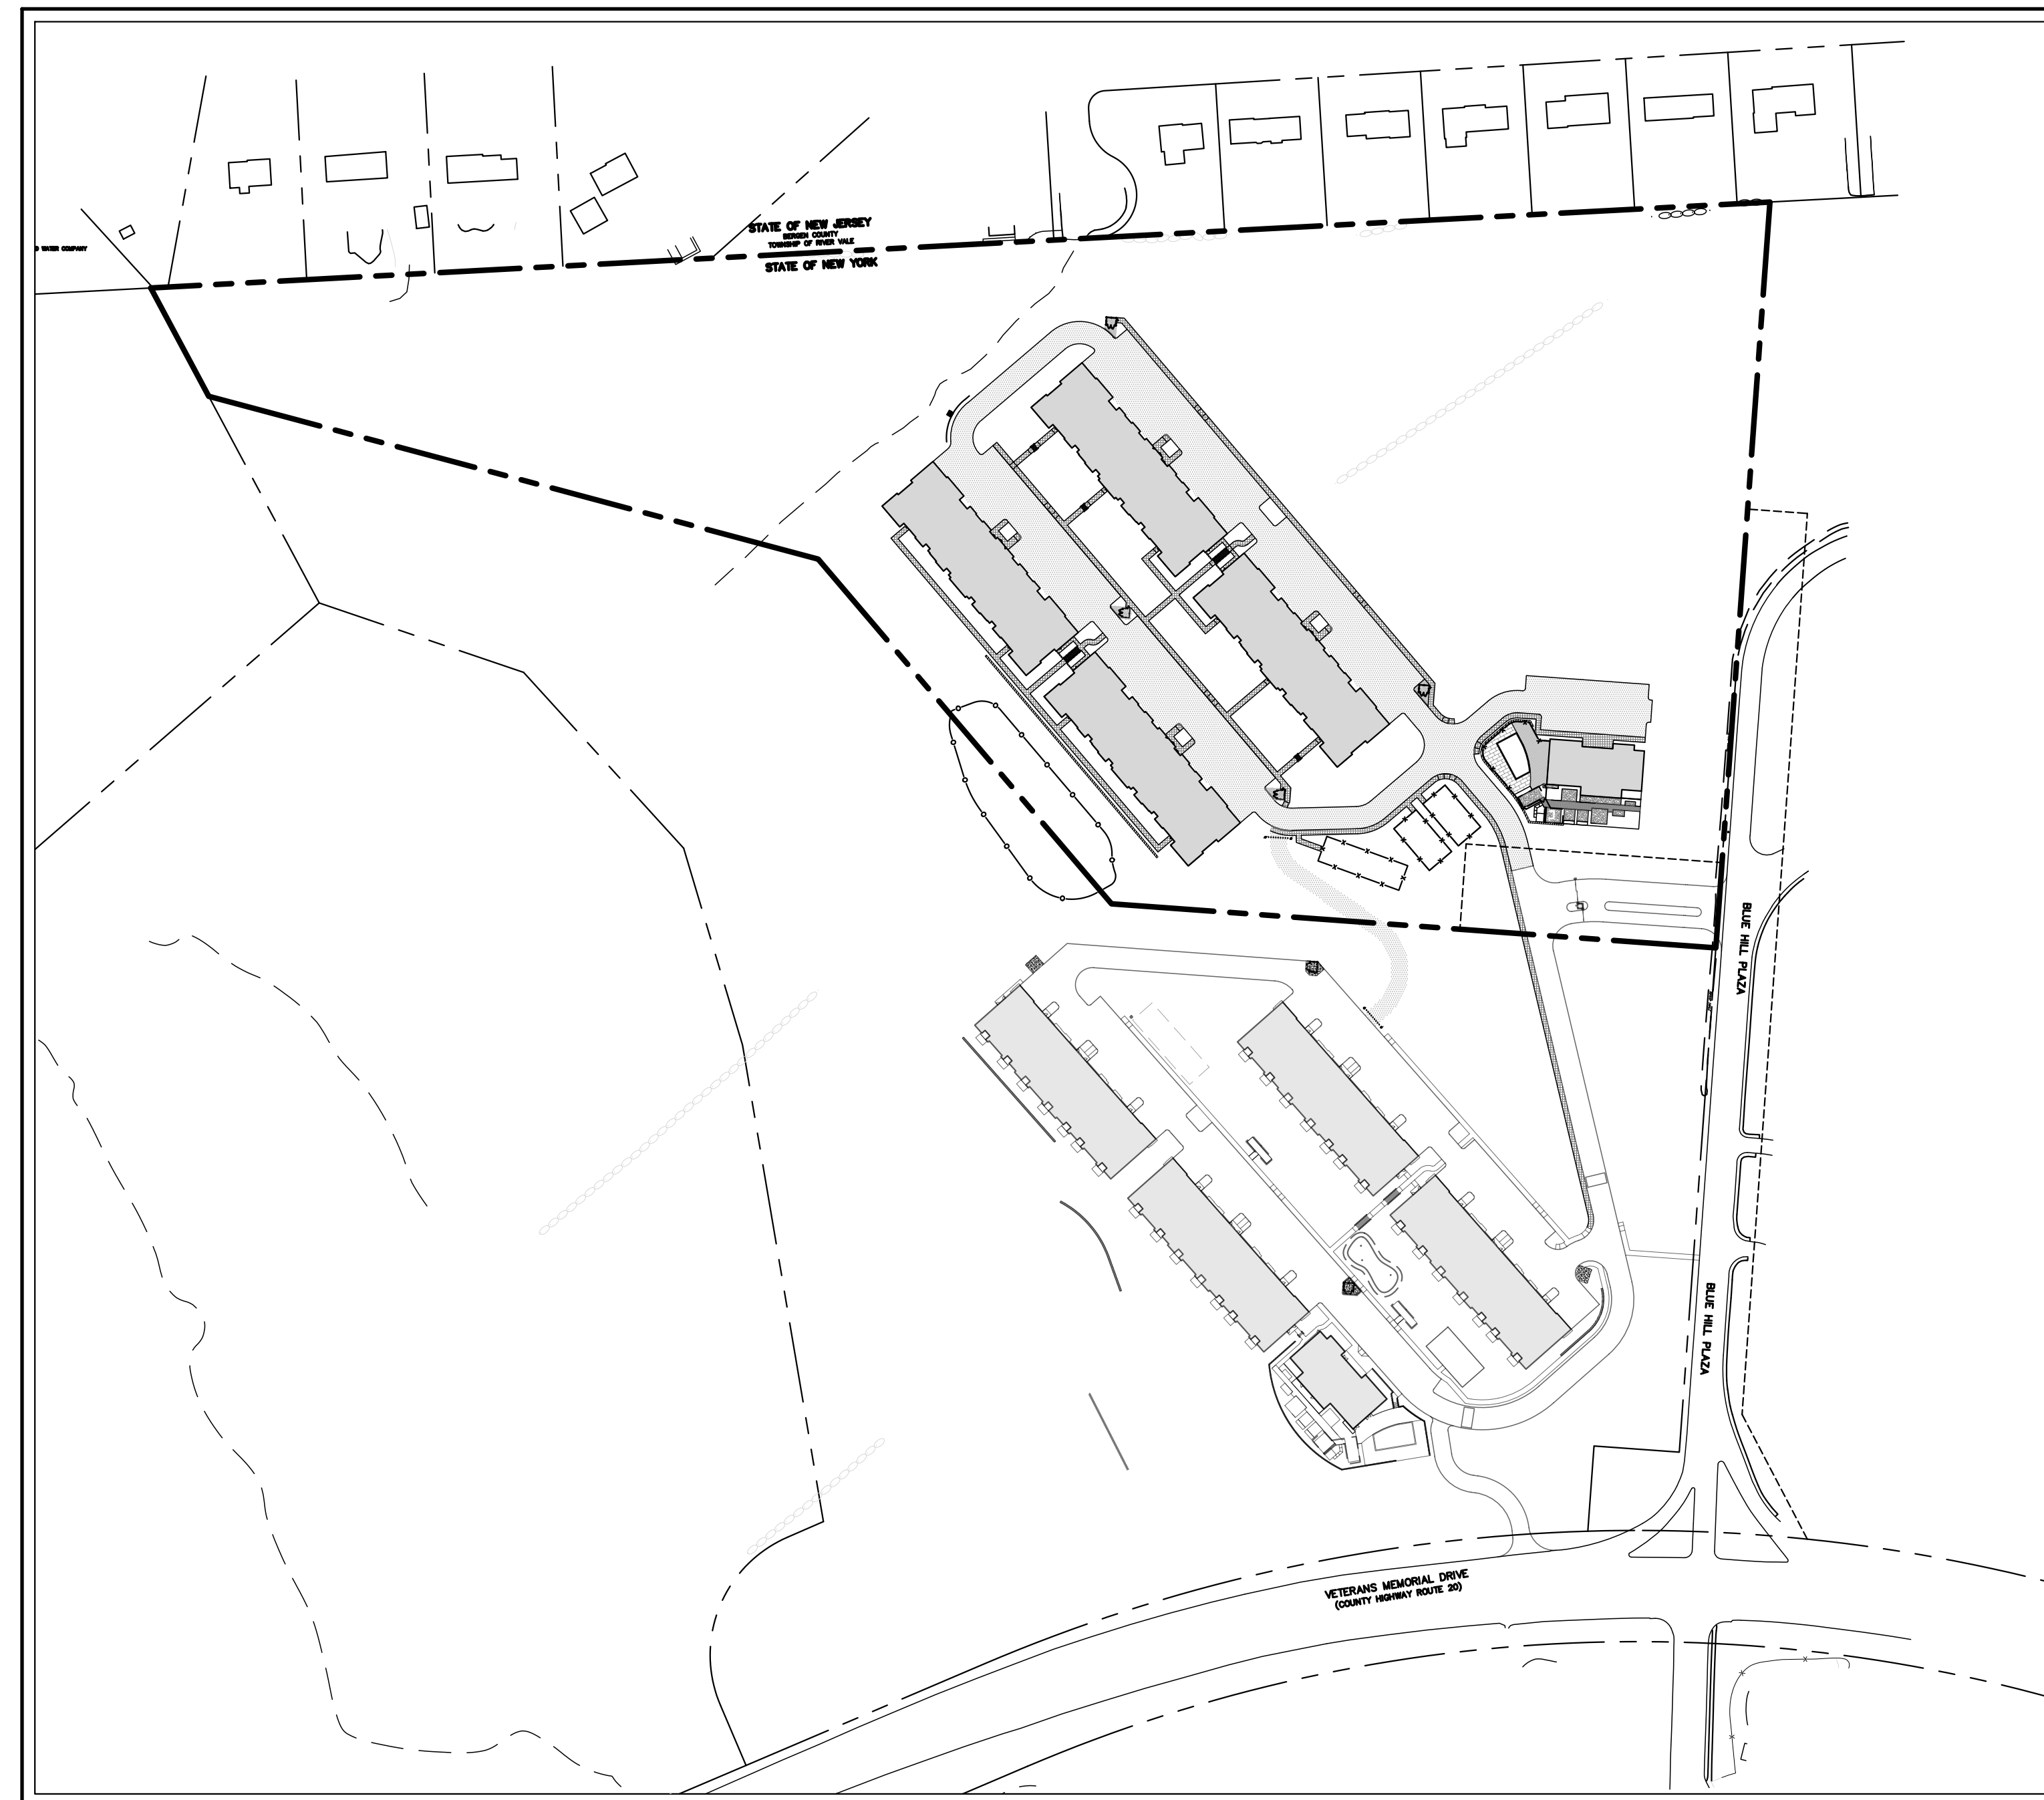 STATE OF NEW JERSEY
BERGEN COUNTY
TOWNSHIP OF RIVER VALE
STATE OF NEW YORK
WATER COMPANY
BLUE HILL PLAZA
BLUE HILL PLAZA
VETERANS MEMORIAL DRIVE
(COUNTY HIGHWAY ROUTE 20)